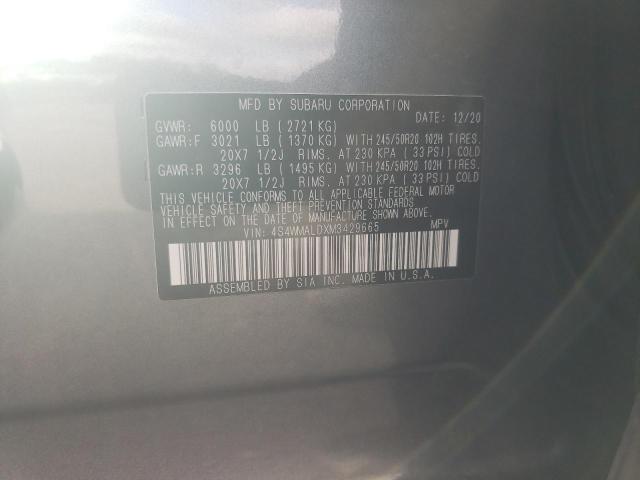 MFD BY SUBARU CORPORATION
DATE: 12/20
GVWR: 6000 LB (2721 KG)
GAWR:F 3021 LB (1370 KG) WITH 245/50R20 102H TIRES.
20X7 1/2J RIMS. AT 230 KPA (33 PSI) COLD
GAWR:R 3296 LB (1495 KG) WITH 245/50R20 102H TIRES.
20X7 1/2J RIMS. AT 230 KPA (33 PSI) COLD
THIS VEHICLE CONFORMS TO ALL APPLICABLE FEDERAL MOTOR
VEHICLE SAFETY AND THEFT PREVENTION STANDARDS
IN EFFECT ON THE DATE OF MANUFACTURE SHOWN ABOVE.
VIN: 4S4WMALDXM3429665 MPV
ASSEMBLED BY SIA INC. MADE IN U.S.A.